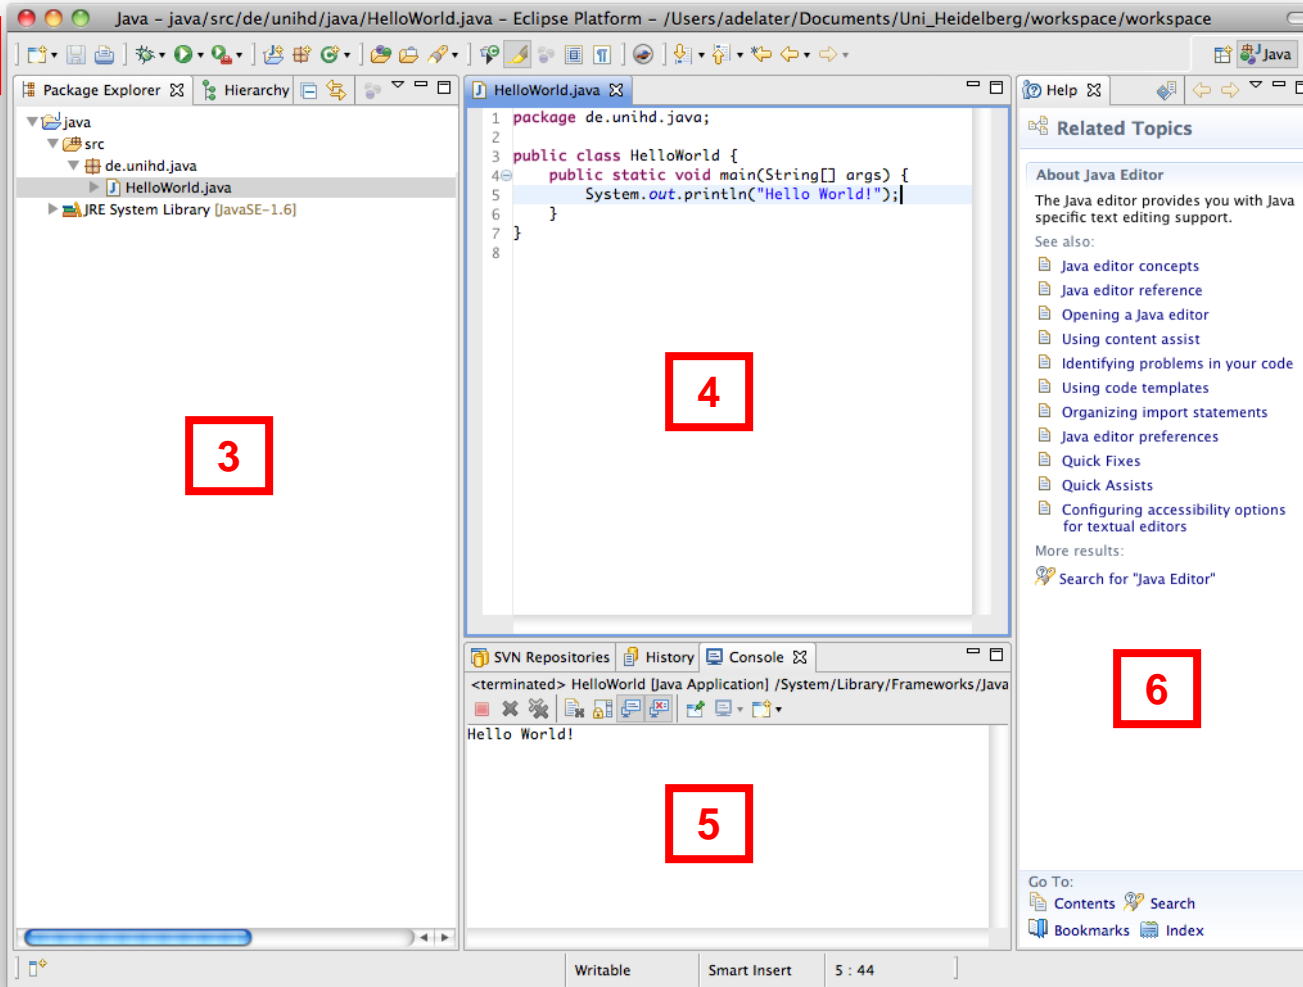 Java – java/src/de/unihd/java/HelloWorld.java – Eclipse Platform – /Users/adelater/Documents/Uni_Heidelberg/workspace/workspace
Java
Package Explorer
Hierarchy
java
src
de.unihd.java
HelloWorld.java
JRE System Library [JavaSE-1.6]
3
HelloWorld.java
1 package de.unihd.java;
2
3 public class HelloWorld {
4 public static void main(String[] args) {
5 System.out.println("Hello World!");
6 }
7 }
8
4
SVN Repositories
History
Console
<terminated> HelloWorld [Java Application] /System/Library/Frameworks/Java
Hello World!
5
Help
Related Topics
About Java Editor
The Java editor provides you with Java
specific text editing support.
See also:
Java editor concepts
Java editor reference
Opening a Java editor
Using content assist
Identifying problems in your code
Using code templates
Organizing import statements
Java editor preferences
Quick Fixes
Quick Assists
Configuring accessibility options
for textual editors
More results:
Search for "Java Editor"
6
Go To:
Contents Search
Bookmarks Index
Writable
Smart Insert
5 : 44